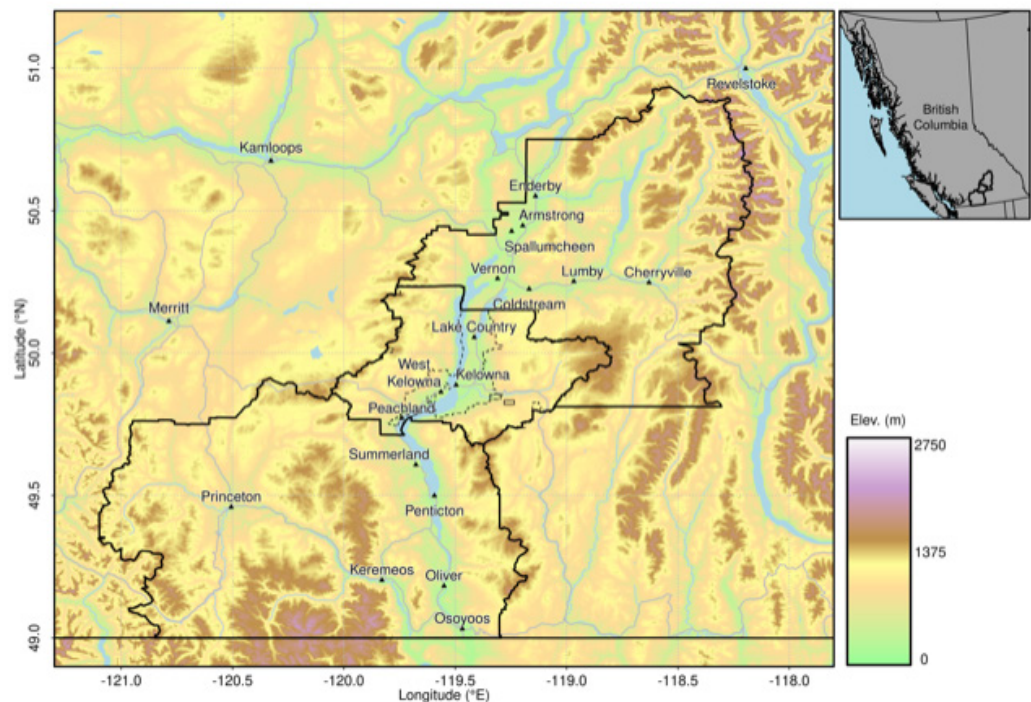 Revelstoke
British
Columbia
Kamloops
Enderby
Armstrong
Spallumcheen
Vernon
Lumby
Cherryville
Coldstream
Merritt
Lake Country
West
Kelowna
Kelowna
Peachland
Summerland
Princeton
Penticton
Keremeos
Oliver
Osoyoos
51.0
50.5
50.0
49.5
49.0
Latitude (°N)
-121.0
-120.5
-120.0
-119.5
-119.0
-118.5
-118.0
Longitude (°E)
Elev. (m)
2750
1375
0